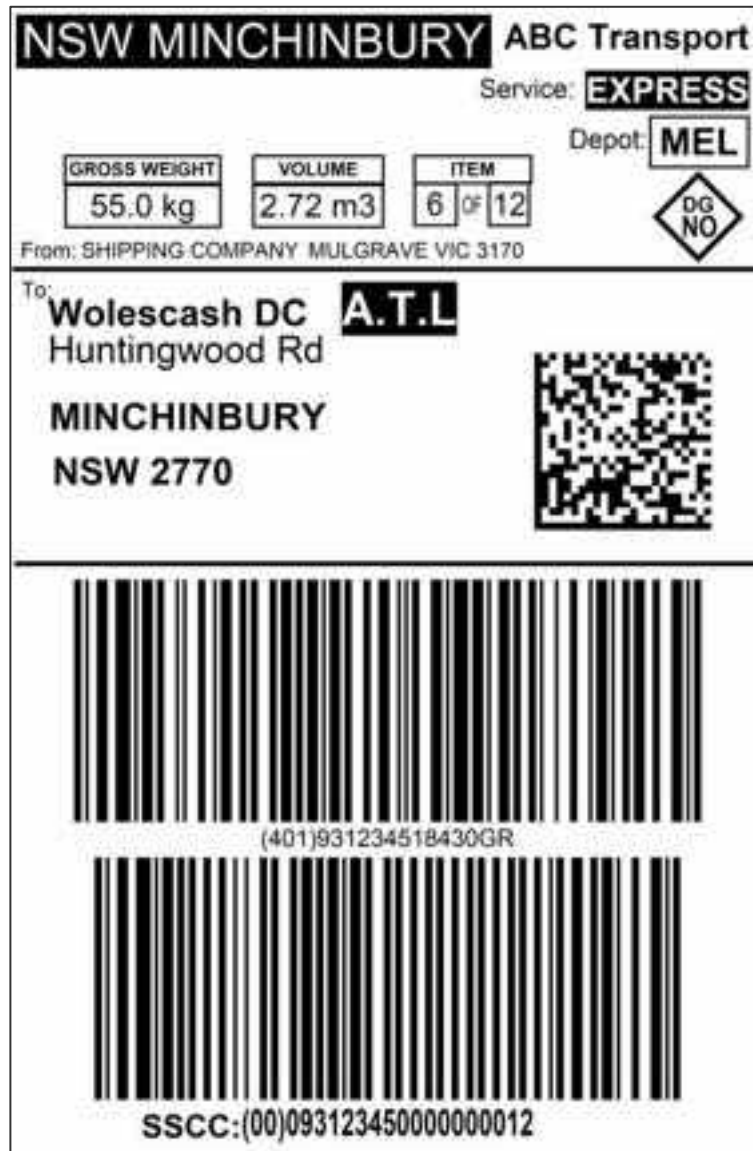 NSW MINCHINBURY ABC Transport
Service: EXPRESS
Depot: MEL
GROSS WEIGHT VOLUME ITEM
55.0 kg 2.72 m3 6 OF 12
DG
NO
From: SHIPPING COMPANY MULGRAVE VIC 3170
To:
Wolescash DC A.T.L
Huntingwood Rd
MINCHINBURY
NSW 2770
(401)931234518430GR
SSCC:(00)093123450000000012